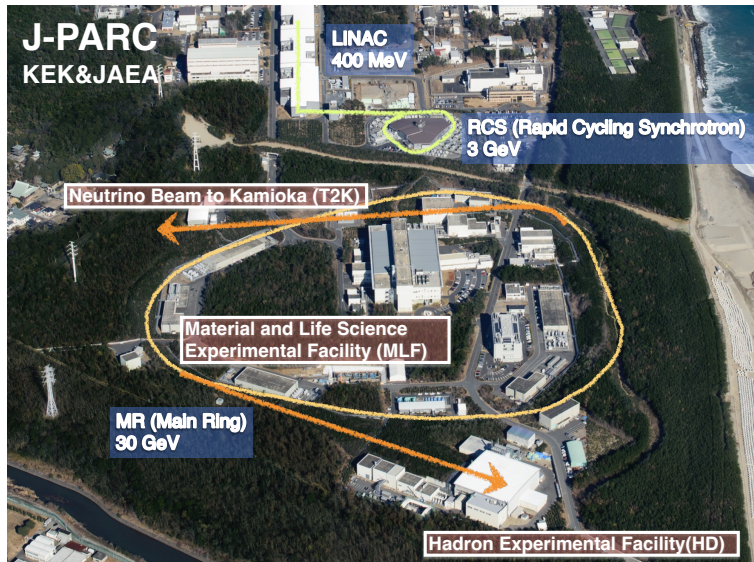 J-PARC
KEK&JAEA
LINAC
400 MeV
RCS (Rapid Cycling Synchrotron)
3 GeV
Neutrino Beam to Kamioka (T2K)
Material and Life Science
Experimental Facility (MLF)
MR (Main Ring)
30 GeV
Hadron Experimental Facility(HD)